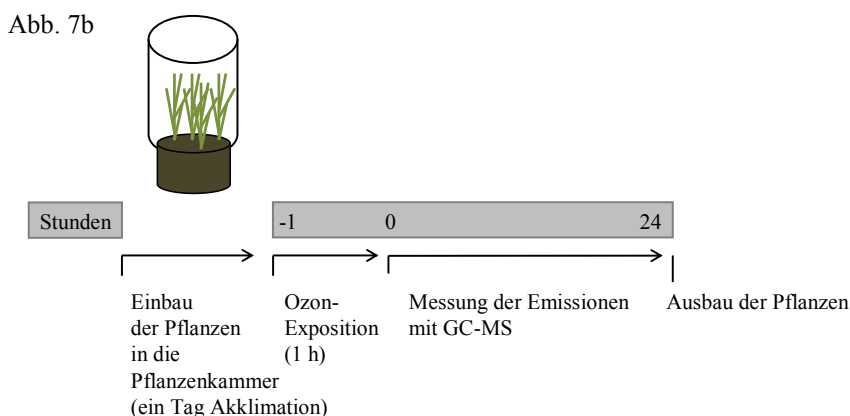 Abb. 7b
Stunden
-1 0 24
Einbau
der Pflanzen
in die
Pflanzenkammer
(ein Tag Akklimation)
Ozon-
Exposition
(1 h)
Messung der Emissionen
mit GC-MS
Ausbau der Pflanzen